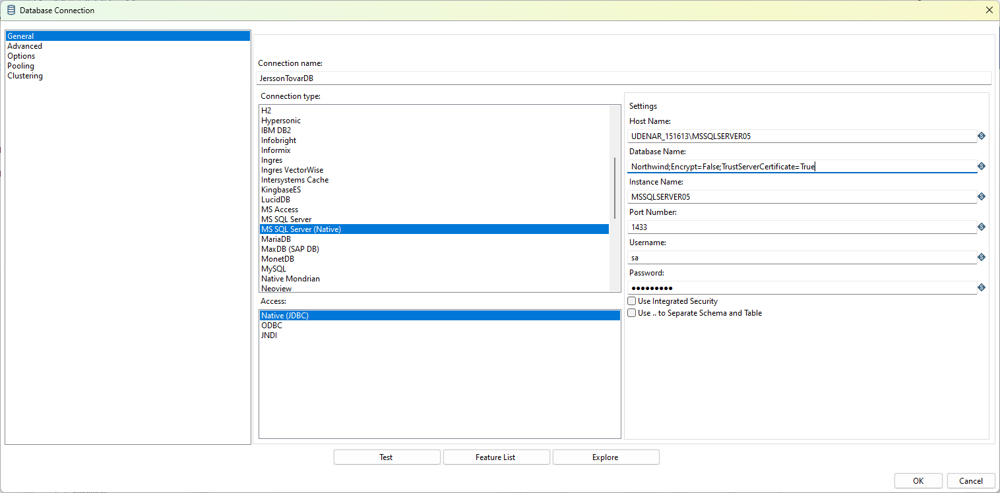 Database Connection
General
Advanced
Options
Pooling
Clustering
Connection name:
JerssonTovarDB
Connection type:
H2
Hypersonic
IBM DB2
Infobright
Informix
Ingres
Ingres VectorWise
Intersystems Cache
KingbaseES
LucidDB
MS Access
MS SQL Server
MS SQL Server (Native)
MariaDB
MaxDB (SAP DB)
MonetDB
MySQL
Native Mondrian
Neoview
Access:
Native (JDBC)
ODBC
JNDI
Settings
Host Name:
UDENAR_151613\MSSQLSERVER05
Database Name:
Northwind;Encrypt=False;TrustServerCertificate=True
Instance Name:
MSSQLSERVER05
Port Number:
1433
Username:
sa
Password:
●●●●●●●●●
Use Integrated Security
Use .. to Separate Schema and Table
Test
Feature List
Explore
OK
Cancel